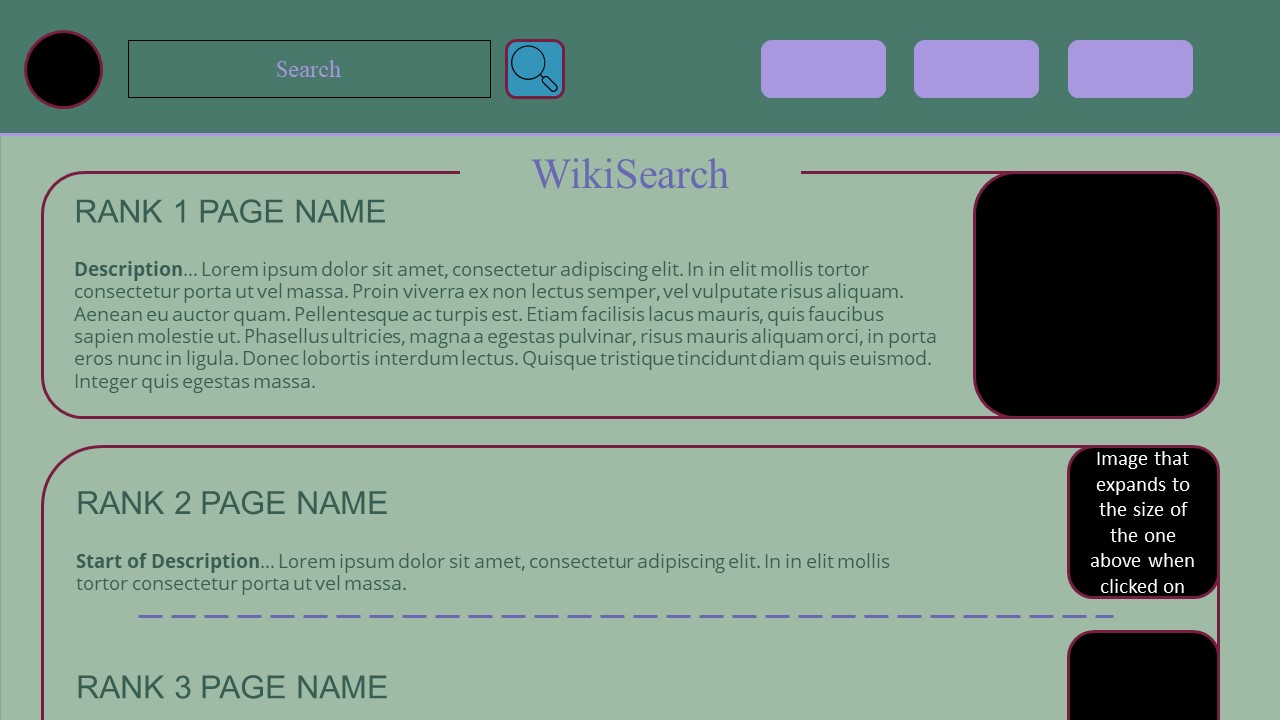 Search
WikiSearch
RANK 1 PAGE NAME
Description... Lorem ipsum dolor sit amet, consectetur adipiscing elit. In in elit mollis tortor
consectetur porta ut vel massa. Proin viverra ex non lectus semper, vel vulputate risus aliquam.
Aenean eu auctor quam. Pellentesque ac turpis est. Etiam facilisis lacus mauris, quis faucibus
sapien molestie ut. Phasellus ultricies, magna a egestas pulvinar, risus mauris aliquam orci, in porta
eros nunc in ligula. Donec lobortis interdum lectus. Quisque tristique tincidunt diam quis euismod.
Integer quis egestas massa.
RANK 2 PAGE NAME
Start of Description... Lorem ipsum dolor sit amet, consectetur adipiscing elit. In in elit mollis
tortor consectetur porta ut vel massa.
Image that
expands to
the size of
the one
above when
clicked on
RANK 3 PAGE NAME